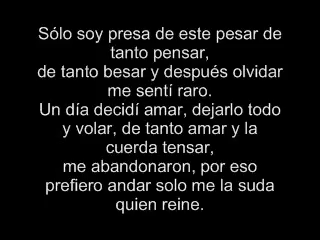 Sólo soy presa de este pesar de
tanto pensar,
de tanto besar y después olvidar
me sentí raro.
Un día decidí amar, dejarlo todo
y volar, de tanto amar y la
cuerda tensar,
me abandonaron, por eso
prefiero andar solo me la suda
quien reine.